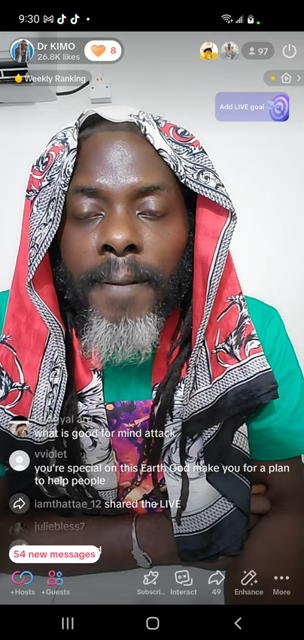 9:30
Dr KIMO
26.8K likes
8
97
Weekly Ranking
Add LIVE goal
what is good for mind attack
vviolet
you're special on this Earth God make you for a plan
to help people
iamthattae_12 shared the LIVE
juliebless7
54 new messages
+Hosts
+Guests
Subscri...
Interact
49
Enhance
More